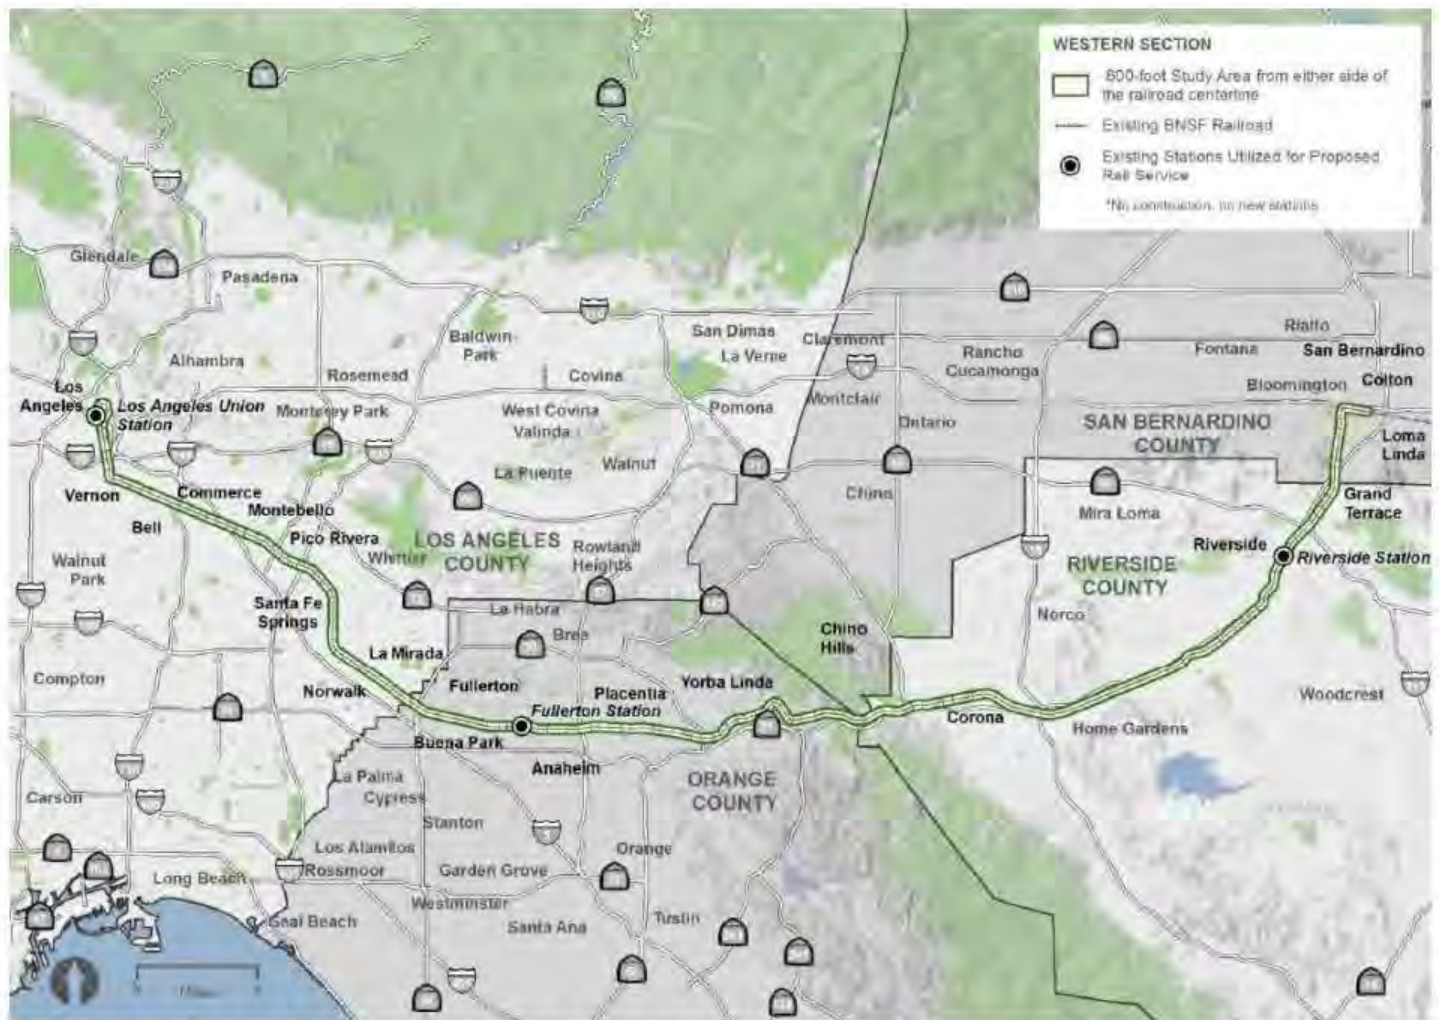 WESTERN SECTION
600-foot Study Area from either side of
the railroad centerline
Existing BNSF Railroad
Existing Stations Utilized for Proposed
Rail Service
*No construction, no new stations
Glendale
Pasadena
Baldwin
Park
San Dimas
Claremont
La Verne
Rancho
Cucamonga
Rialto
Fontana
San Bernardino
Alhambra
Rosemead
Covina
Bloomington
Colton
Los
Angeles
Los Angeles Union
Station
Monterey Park
West Covina
Valinda
Pomona
Montclair
Ontario
SAN BERNARDINO
COUNTY
Loma
Linda
La Puente
Walnut
Chino
Vernon
Commerce
Montebello
Bell
Pico Rivera
Mira Loma
Grand
Terrace
Walnut
Park
Whittier
LOS ANGELES
COUNTY
Rowland
Heights
Riverside
Riverside Station
RIVERSIDE
COUNTY
Santa Fe
Springs
La Habra
Brea
Norco
Chino
Hills
La Mirada
Compton
Norwalk
Fullerton
Placentia
Yorba Linda
Woodcrest
Fullerton Station
Corona
Home Gardens
Buena Park
Anaheim
La Palma
Cypress
ORANGE
COUNTY
Carson
Stanton
Los Alamitos
Rossmoor
Garden Grove
Orange
Long Beach
Westminster
Seal Beach
Santa Ana
Tustin